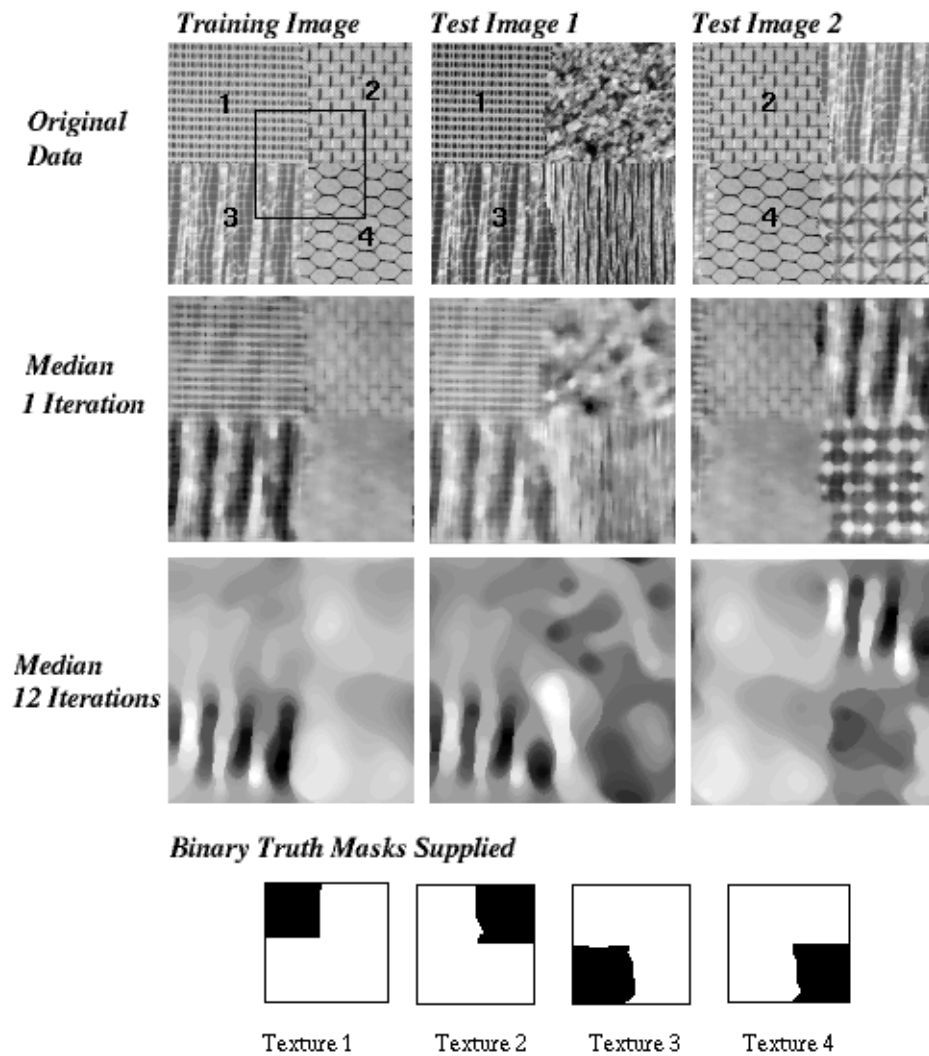 Training Image Test Image 1 Test Image 2
1 2
1
2
Original
Data
3
4
3
4
Median
1 Iteration
Median
12 Iterations
Binary Truth Masks Supplied
Texture 1 Texture 2 Texture 3 Texture 4